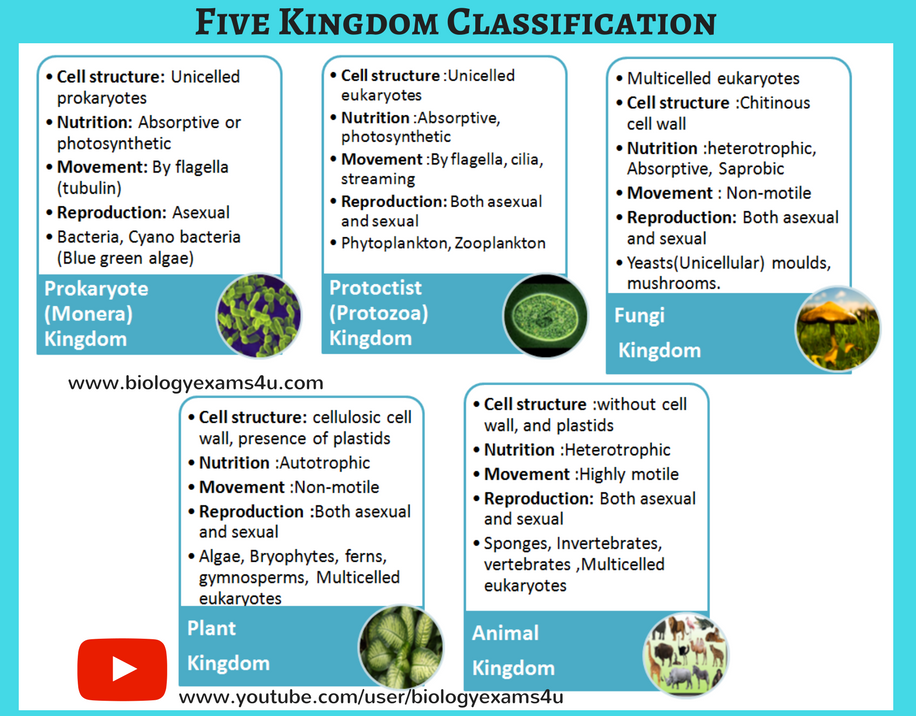 Five Kingdom Classification
• Cell structure: Unicelled
prokaryotes
• Nutrition: Absorptive or
photosynthetic
• Movement: By flagella
(tubulin)
• Reproduction: Asexual
• Bacteria, Cyano bacteria
(Blue green algae)
Prokaryote
(Monera)
Kingdom
• Cell structure :Unicelled
eukaryotes
• Nutrition :Absorptive,
photosynthetic
• Movement :By flagella, cilia,
streaming
• Reproduction: Both asexual
and sexual
• Phytoplankton, Zooplankton
Protoctist
(Protozoa)
Kingdom
• Multicelled eukaryotes
• Cell structure :Chitinous
cell wall
• Nutrition :heterotrophic,
Absorptive, Saprobic
• Movement : Non-motile
• Reproduction: Both asexual
and sexual
• Yeasts(Unicellular) moulds,
mushrooms.
Fungi
Kingdom
www.biologyexams4u.com
• Cell structure: cellulosic cell
wall, presence of plastids
• Nutrition :Autotrophic
• Movement :Non-motile
• Reproduction :Both asexual
and sexual
• Algae, Bryophytes, ferns,
gymnosperms, Multicelled
eukaryotes
Plant
Kingdom
• Cell structure :without cell
wall, and plastids
• Nutrition :Heterotrophic
• Movement :Highly motile
• Reproduction: Both asexual
and sexual
• Sponges, Invertebrates,
vertebrates ,Multicelled
eukaryotes
Animal
Kingdom
www.youtube.com/user/biologyexams4u